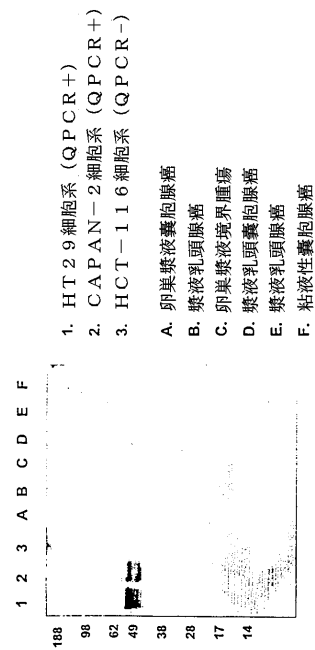 1 2 3 A B C D E F
188
98
62
49
38
28
17
14
1. HT29細胞系 (QPCR+)
2. CAPAN-2細胞系 (QPCR+)
3. HCT-116細胞系 (QPCR-)
A. 卵巣漿液嚢胞腺癌
B. 漿液乳頭腺癌
C. 卵巣漿液境界腫瘍
D. 漿液乳頭嚢胞腺癌
E. 漿液乳頭腺癌
F. 粘液性嚢胞腺癌